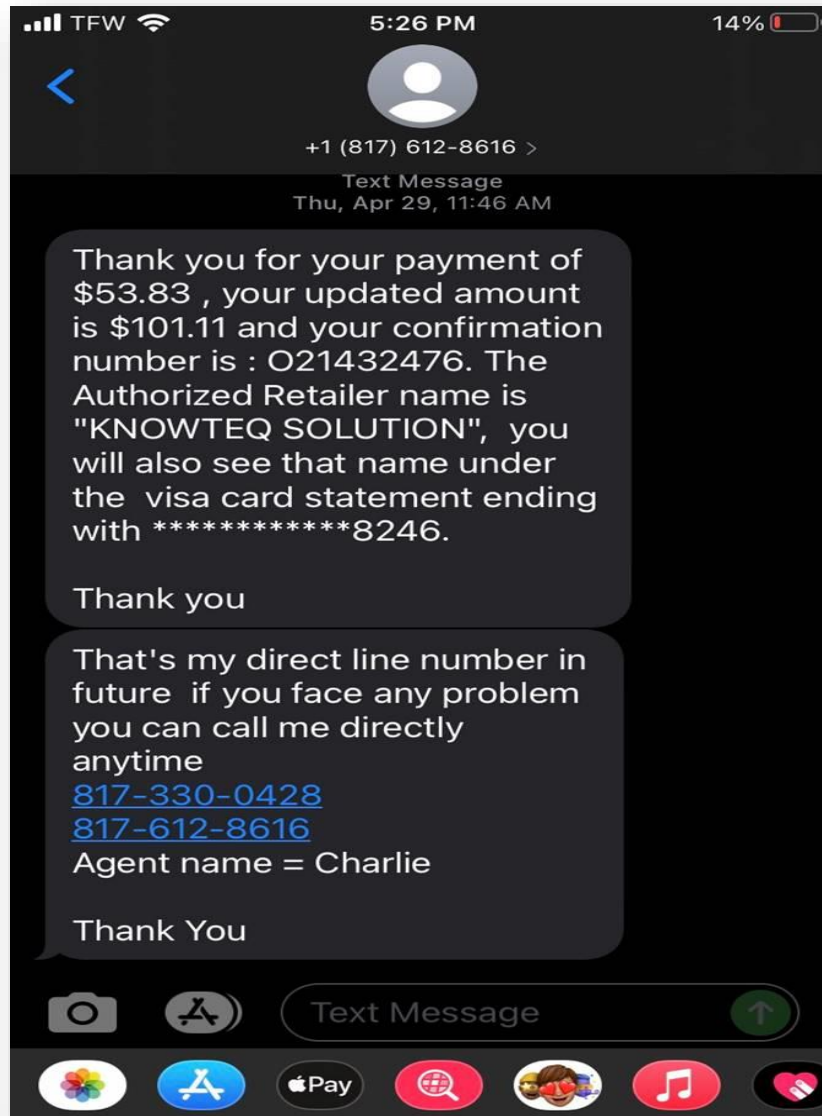 TFW 5:26 PM 14%
+1 (817) 612-8616 >
Text Message
Thu, Apr 29, 11:46 AM
Thank you for your payment of
$53.83 , your updated amount
is $101.11 and your confirmation
number is : O21432476. The
Authorized Retailer name is
"KNOWTEQ SOLUTION",  you
will also see that name under
the  visa card statement ending
with ************8246.
Thank you
That's my direct line number in
future  if you face any problem
you can call me directly
anytime
817-330-0428
817-612-8616
Agent name = Charlie
Thank You
Text Message
Pay